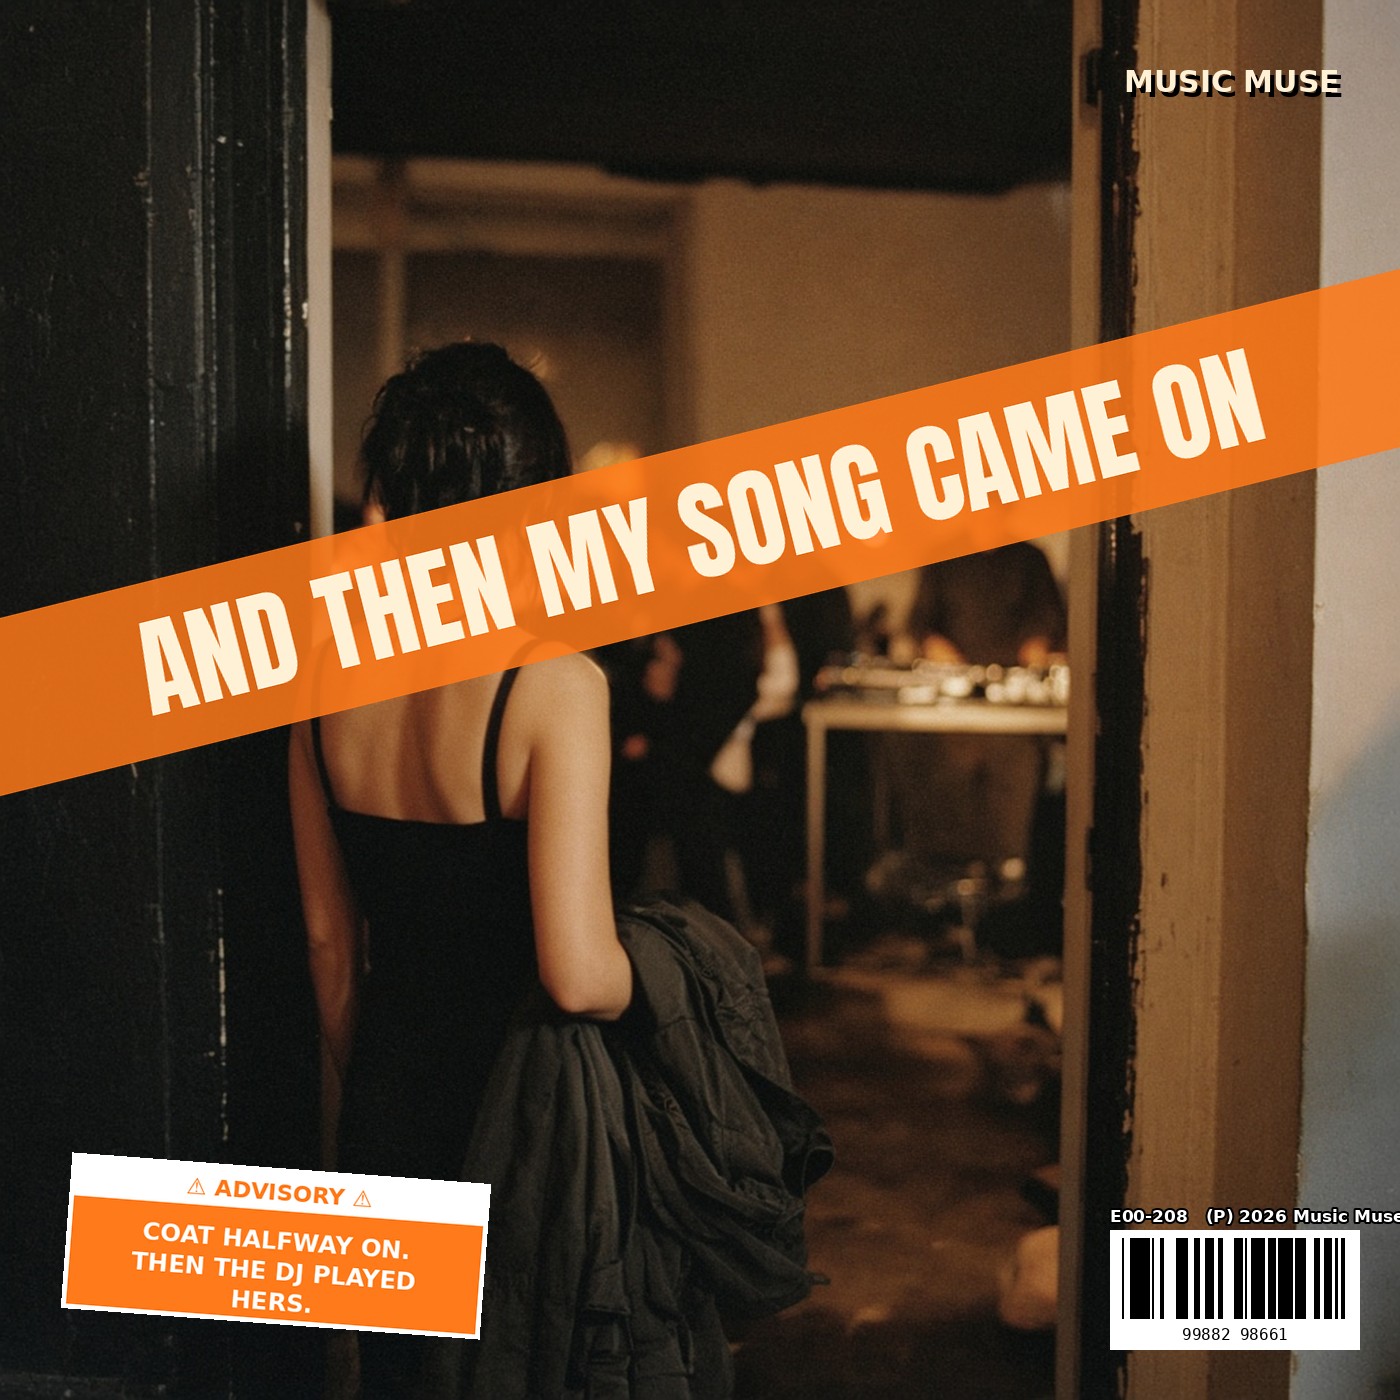 MUSIC MUSE
AND THEN MY SONG CAME ON
⚠ ADVISORY ⚠
COAT HALFWAY ON.
THEN THE DJ PLAYED
HERS.
E00-208 (P) 2026 Music Muse
99882 98661